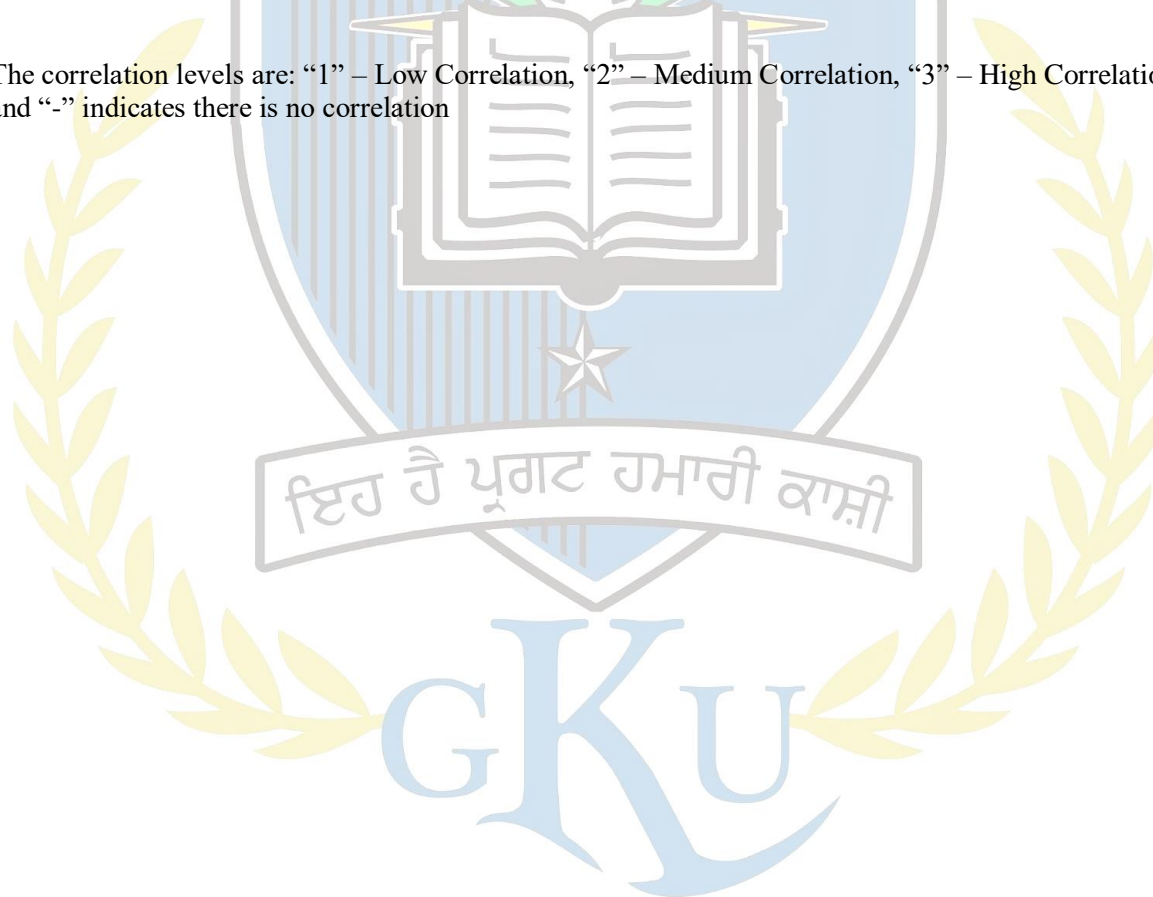 The correlation levels are: “1” – Low Correlation, “2” – Medium Correlation, “3” – High Correlatio
and “-” indicates there is no correlation
ਇਹ ਹੈ ਪ੍ਰਗਟ ਹਮਾਰੀ ਕਾਸ਼ੀ
GKU